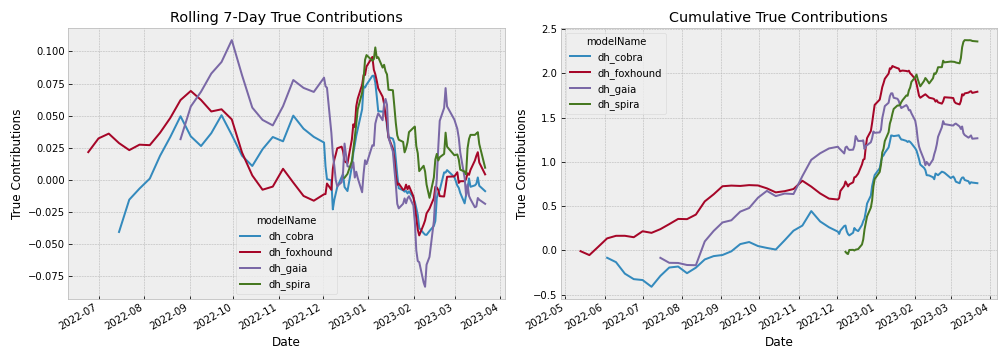 Rolling 7-Day True Contributions
True Contributions
0.100
0.075
0.050
0.025
0.000
−0.025
−0.050
−0.075
modelName
dh_cobra
dh_foxhound
dh_gaia
dh_spira
2022-07
2022-08
2022-09
2022-10
2022-11
2022-12
2023-01
2023-02
2023-03
2023-04
Date
Cumulative True Contributions
True Contributions
2.5
2.0
1.5
1.0
0.5
0.0
−0.5
modelName
dh_cobra
dh_foxhound
dh_gaia
dh_spira
2022-05
2022-06
2022-07
2022-08
2022-09
2022-10
2022-11
2022-12
2023-01
2023-02
2023-03
2023-04
Date